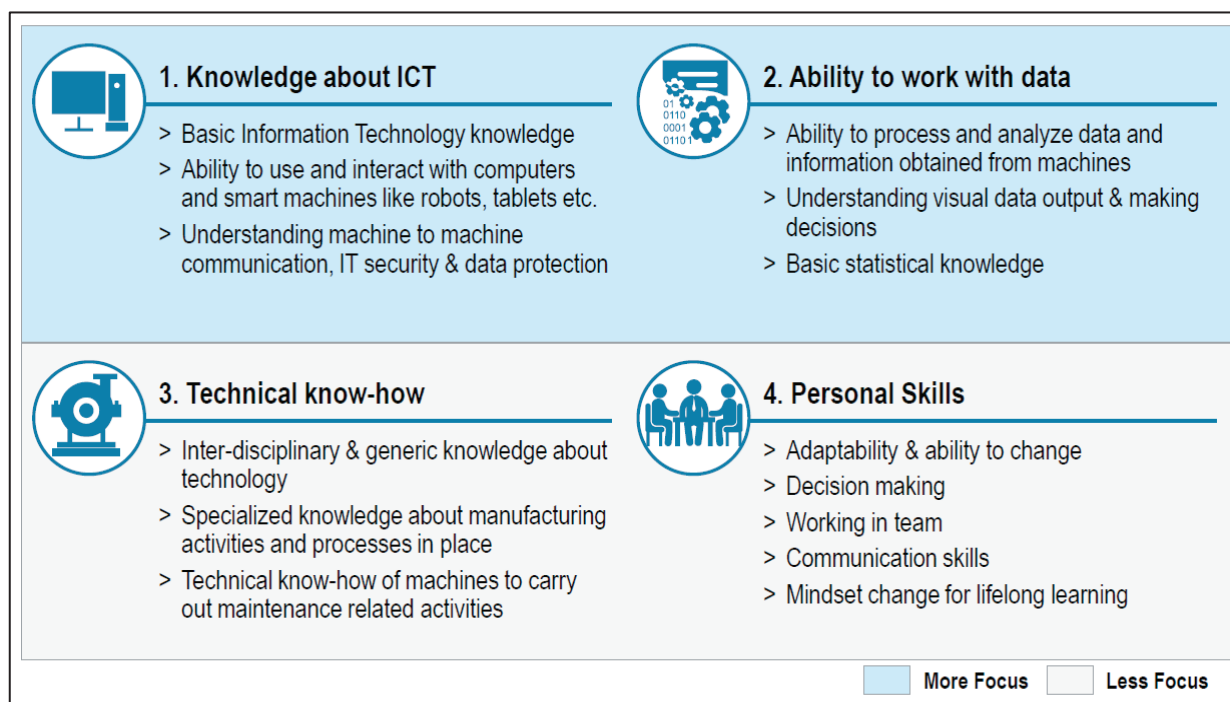 1. Knowledge about ICT
> Basic Information Technology knowledge
> Ability to use and interact with computers
and smart machines like robots, tablets etc.
> Understanding machine to machine
communication, IT security & data protection
01
0110
0001
01101
2. Ability to work with data
> Ability to process and analyze data and
information obtained from machines
> Understanding visual data output & making
decisions
> Basic statistical knowledge
3. Technical know-how
> Inter-disciplinary & generic knowledge about
technology
> Specialized knowledge about manufacturing
activities and processes in place
> Technical know-how of machines to carry
out maintenance related activities
4. Personal Skills
> Adaptability & ability to change
> Decision making
> Working in team
> Communication skills
> Mindset change for lifelong learning
More Focus
Less Focus